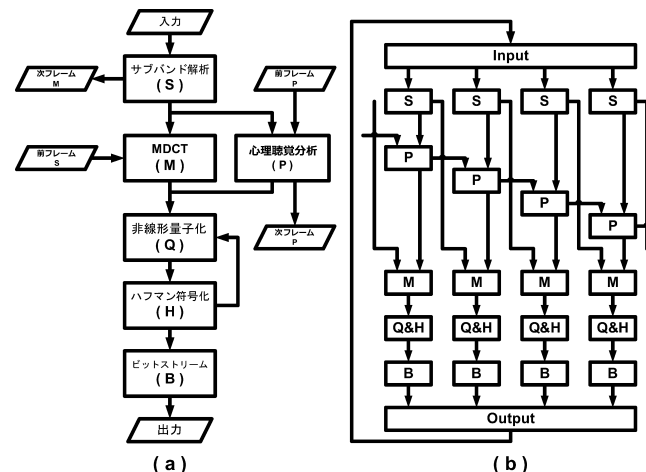 入力
サブバンド解析
( S )
次フレーム
M
前フレーム
P
前フレーム
S
MDCT
( M )
心理聴覚分析
( P )
非線形量子化
( Q )
次フレーム
P
ハフマン符号化
( H )
ビットストリーム
( B )
出力
( a )
Input
S S S S
P
P
P
P
M M M M
Q&H Q&H Q&H Q&H
B B B B
Output
( b )